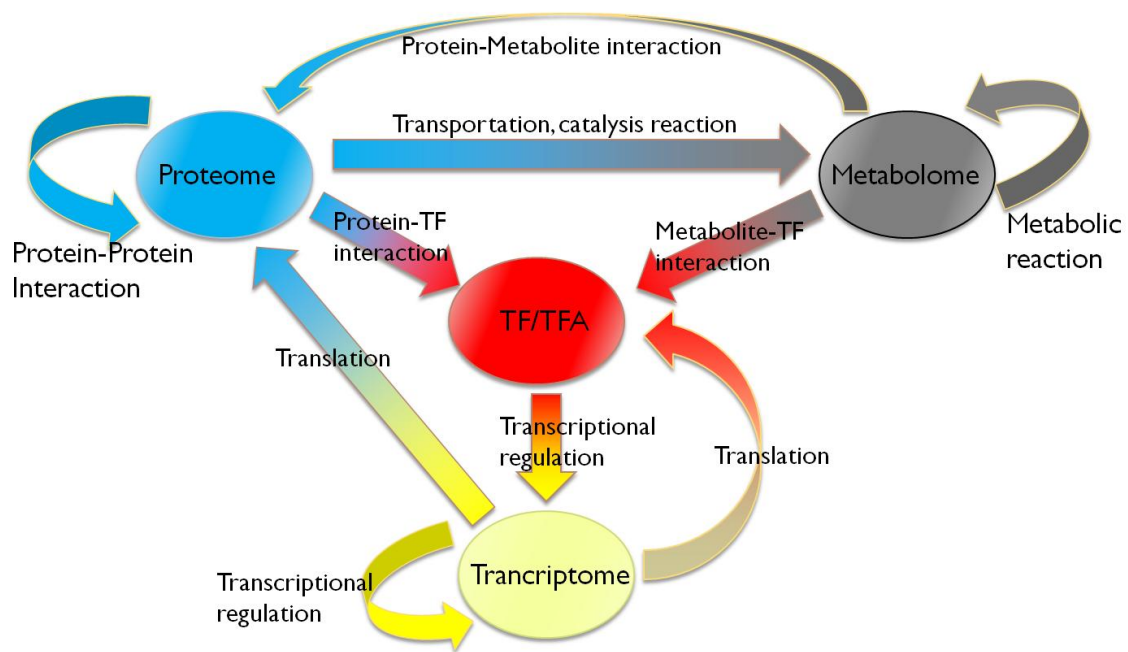 Protein-Metabolite interaction
Transportation, catalysis reaction
Proteome
Metabolome
Protein-TF
interaction
Metabolite-TF
interaction
Metabolic
reaction
Protein-Protein
Interaction
TF/TFA
Translation
Transcriptional
regulation
Translation
Trancriptome
Transcriptional
regulation